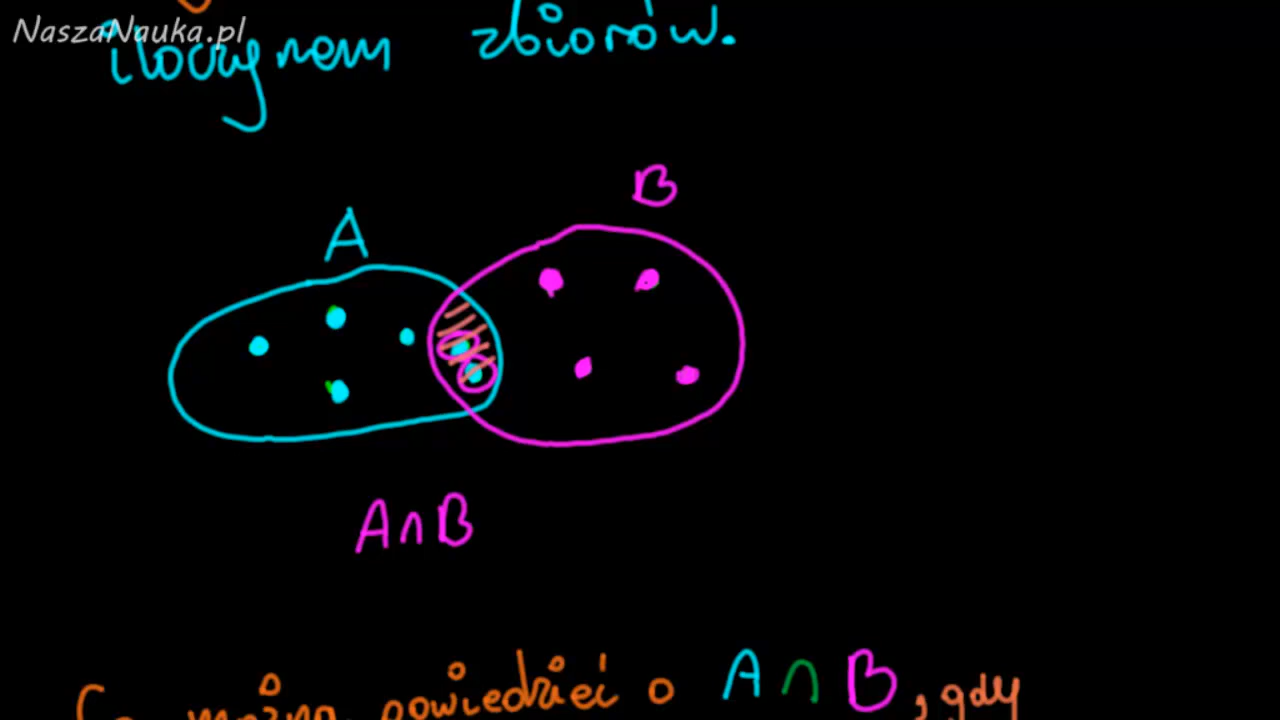 NaszaNauka.pl
iloczynem zbiorów.
B
A
A∩B
Co można powiedzieć o A ∩ B, gdy